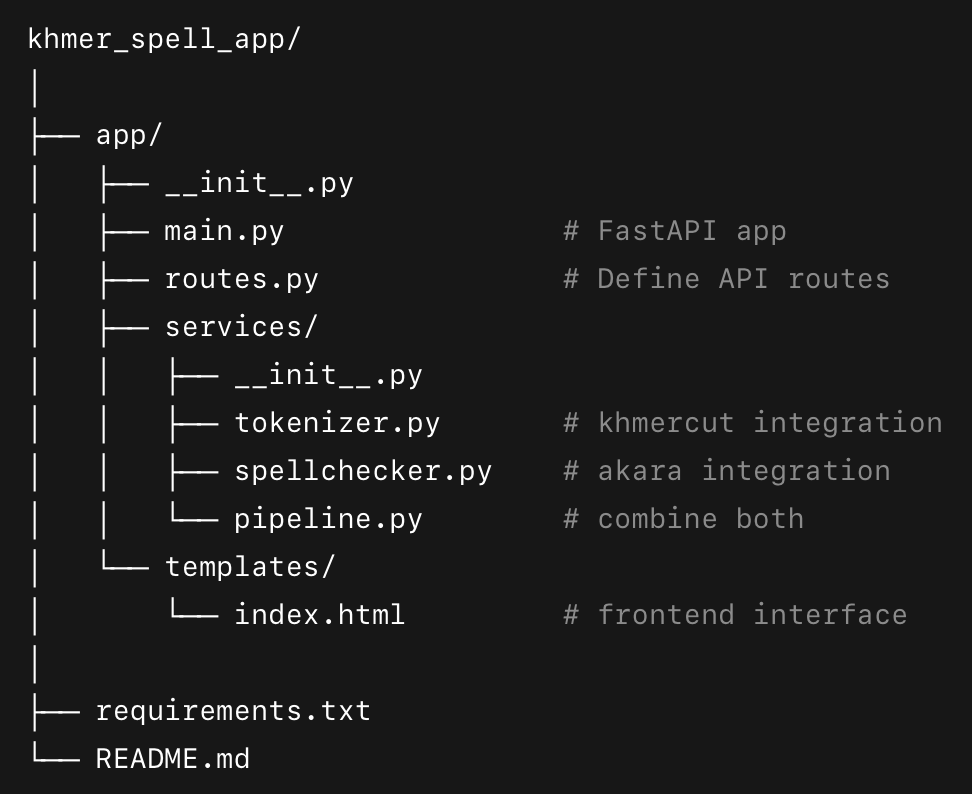 khmer_spell_app/
│
├── app/
│   ├── __init__.py
│   ├── main.py                # FastAPI app
│   ├── routes.py              # Define API routes
│   ├── services/
│   │   ├── __init__.py
│   │   ├── tokenizer.py       # khmercut integration
│   │   ├── spellchecker.py    # akara integration
│   │   └── pipeline.py        # combine both
│   └── templates/
│       └── index.html         # frontend interface
│
├── requirements.txt
└── README.md